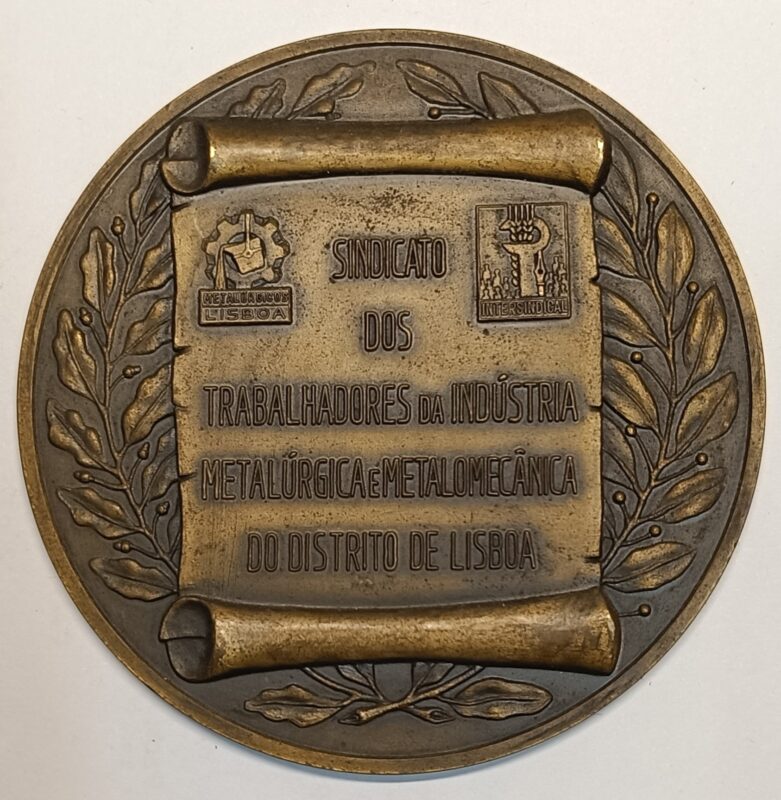 METALÚRGICOS
LISBOA
INTERSINDICAL
SINDICATO
DOS
TRABALHADORES DA INDÚSTRIA
METALÚRGICA E METALOMECÂNICA
DO DISTRITO DE LISBOA